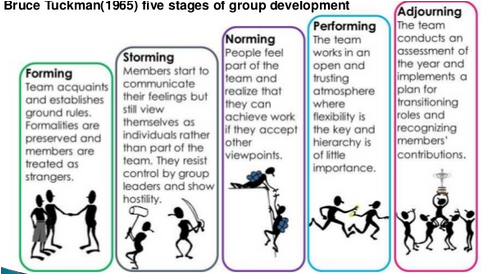 Bruce Tuckman(1965) five stages of group development
Forming
Team acquaints
and establishes
ground rules.
Formalities are
preserved and
members are
treated as
strangers.
Storming
Members start to
communicate
their feelings but
still view
themselves as
individuals rather
than part of the
team. They resist
control by group
leaders and show
hostility.
Norming
People feel
part of the
team and
realize that
they can
achieve work
if they accept
other
viewpoints.
Performing
The team
works in an
open and
trusting
atmosphere
where
flexibility is
the key and
hierarchy is
of little
importance.
Adjourning
The team
conducts an
assessment of
the year and
implements a
plan for
transitioning
roles and
recognizing
members'
contributions.